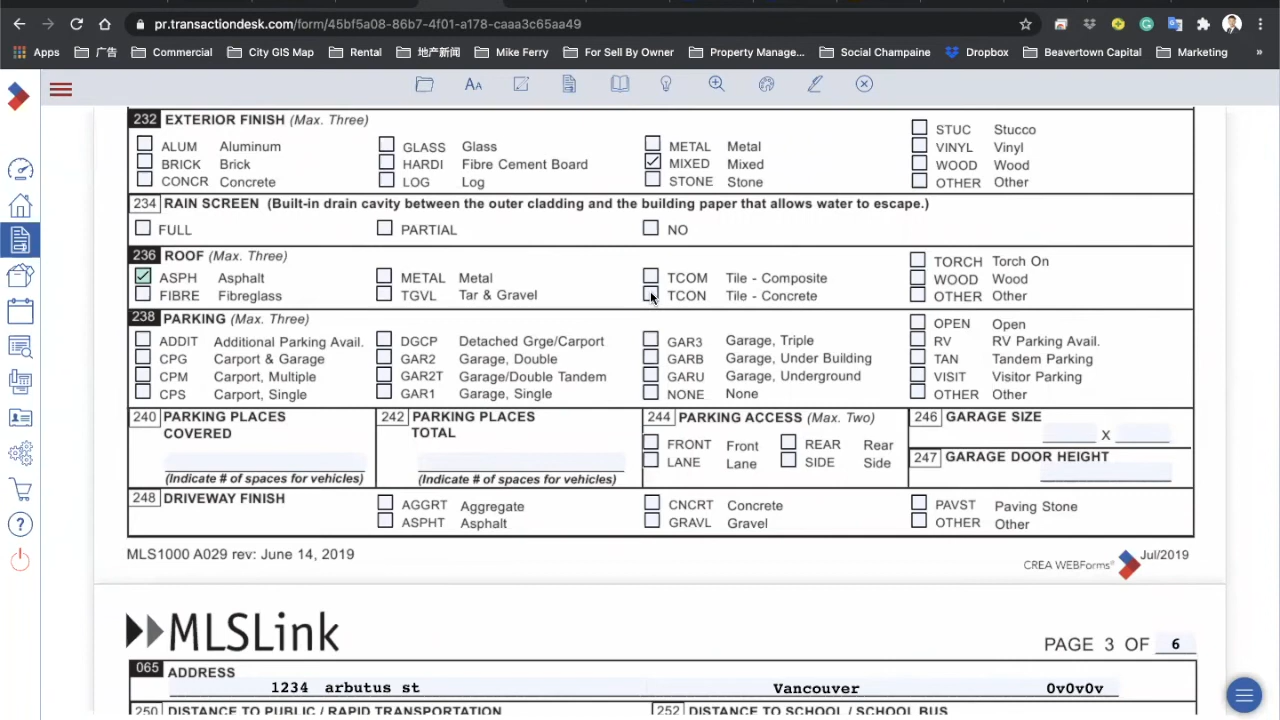 pr.transactiondesk.com/form/45bf5a08-86b7-4f01-a178-caaa3c65aa49
Apps 广告 Commercial City GIS Map Rental 地产新闻 Mike Ferry For Sell By Owner Property Manage... Social Champaine Dropbox Beavertown Capital Marketing »
232 EXTERIOR FINISH (Max. Three)
ALUM Aluminum GLASS Glass METAL Metal STUC Stucco
BRICK Brick HARDI Fibre Cement Board MIXED Mixed VINYL Vinyl
CONCR Concrete LOG Log STONE Stone WOOD Wood
OTHER Other
234 RAIN SCREEN (Built-in drain cavity between the outer cladding and the building paper that allows water to escape.)
FULL PARTIAL NO
236 ROOF (Max. Three)
ASPH Asphalt METAL Metal TCOM Tile - Composite TORCH Torch On
FIBRE Fibreglass TGVL Tar & Gravel TCON Tile - Concrete WOOD Wood
OTHER Other
238 PARKING (Max. Three)
OPEN Open
ADDIT Additional Parking Avail. DGCP Detached Grge/Carport GAR3 Garage, Triple RV RV Parking Avail.
CPG Carport & Garage GAR2 Garage, Double GARB Garage, Under Building TAN Tandem Parking
CPM Carport, Multiple GAR2T Garage/Double Tandem GARU Garage, Underground VISIT Visitor Parking
CPS Carport, Single GAR1 Garage, Single NONE None OTHER Other
240 PARKING PLACES COVERED
(Indicate # of spaces for vehicles)
242 PARKING PLACES TOTAL
(Indicate # of spaces for vehicles)
244 PARKING ACCESS (Max. Two)
FRONT Front REAR Rear
LANE Lane SIDE Side
246 GARAGE SIZE
X
247 GARAGE DOOR HEIGHT
248 DRIVEWAY FINISH
AGGRT Aggregate CNCRT Concrete PAVST Paving Stone
ASPHT Asphalt GRAVL Gravel OTHER Other
MLS1000 A029 rev: June 14, 2019
CREA WEBForms® Jul/2019
MLSLink
PAGE 3 OF 6
065 ADDRESS
1234 arbutus st Vancouver 0v0v0v
250 DISTANCE TO PUBLIC / RAPID TRANSPORTATION 252 DISTANCE TO SCHOOL / SCHOOL BUS